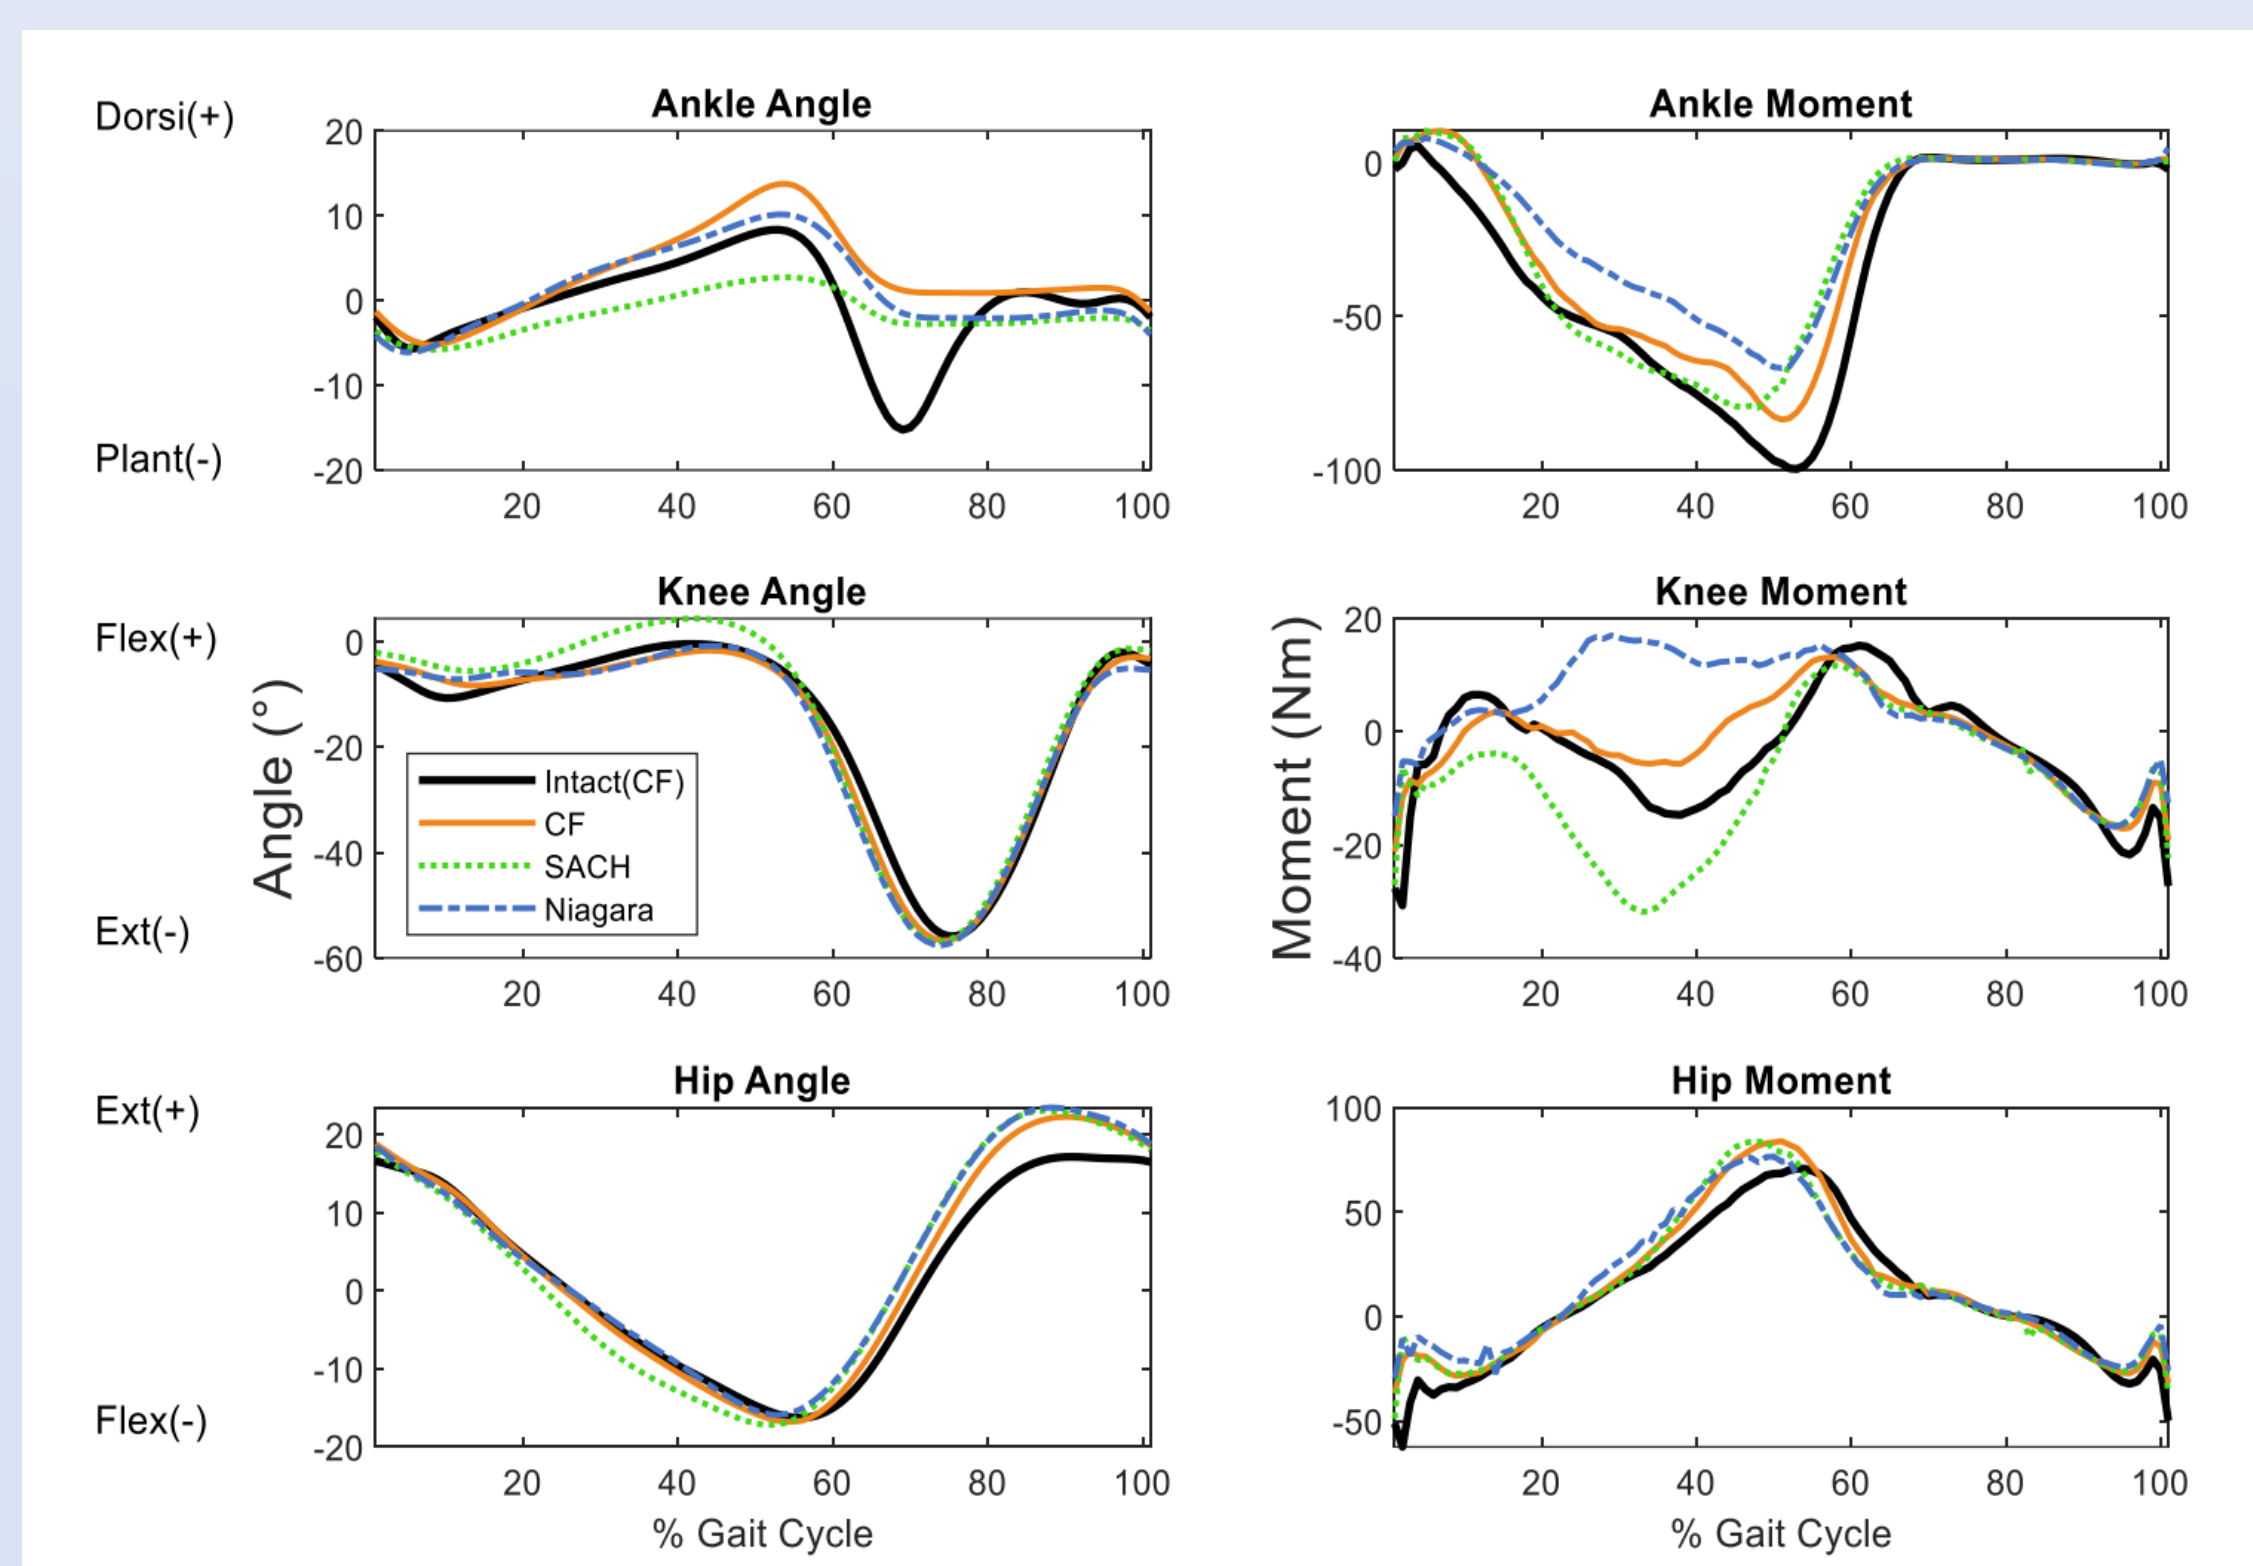 Ankle Angle
Ankle Moment
Dorsi(+)
Plant(-)
20
10
0
-10
-20
20 40 60 80 100
0
-50
-100
20 40 60 80 100
Knee Angle
Knee Moment
Flex(+)
Ext(-)
Angle (°)
0
-20
-40
-60
Intact(CF)
CF
SACH
Niagara
20 40 60 80 100
Moment (Nm)
20
0
-20
-40
20 40 60 80 100
Hip Angle
Hip Moment
Ext(+)
Flex(-)
20
10
0
-10
-20
20 40 60 80 100
% Gait Cycle
100
50
0
-50
20 40 60 80 100
% Gait Cycle